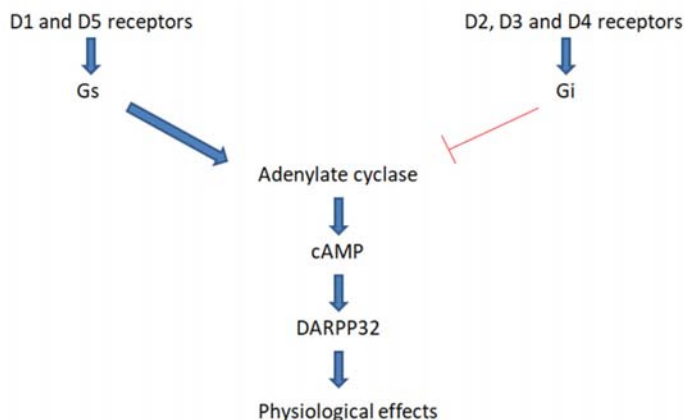 D1 and D5 receptors
D2, D3 and D4 receptors
Gs
Gi
Adenylate cyclase
cAMP
DARPP32
Physiological effects